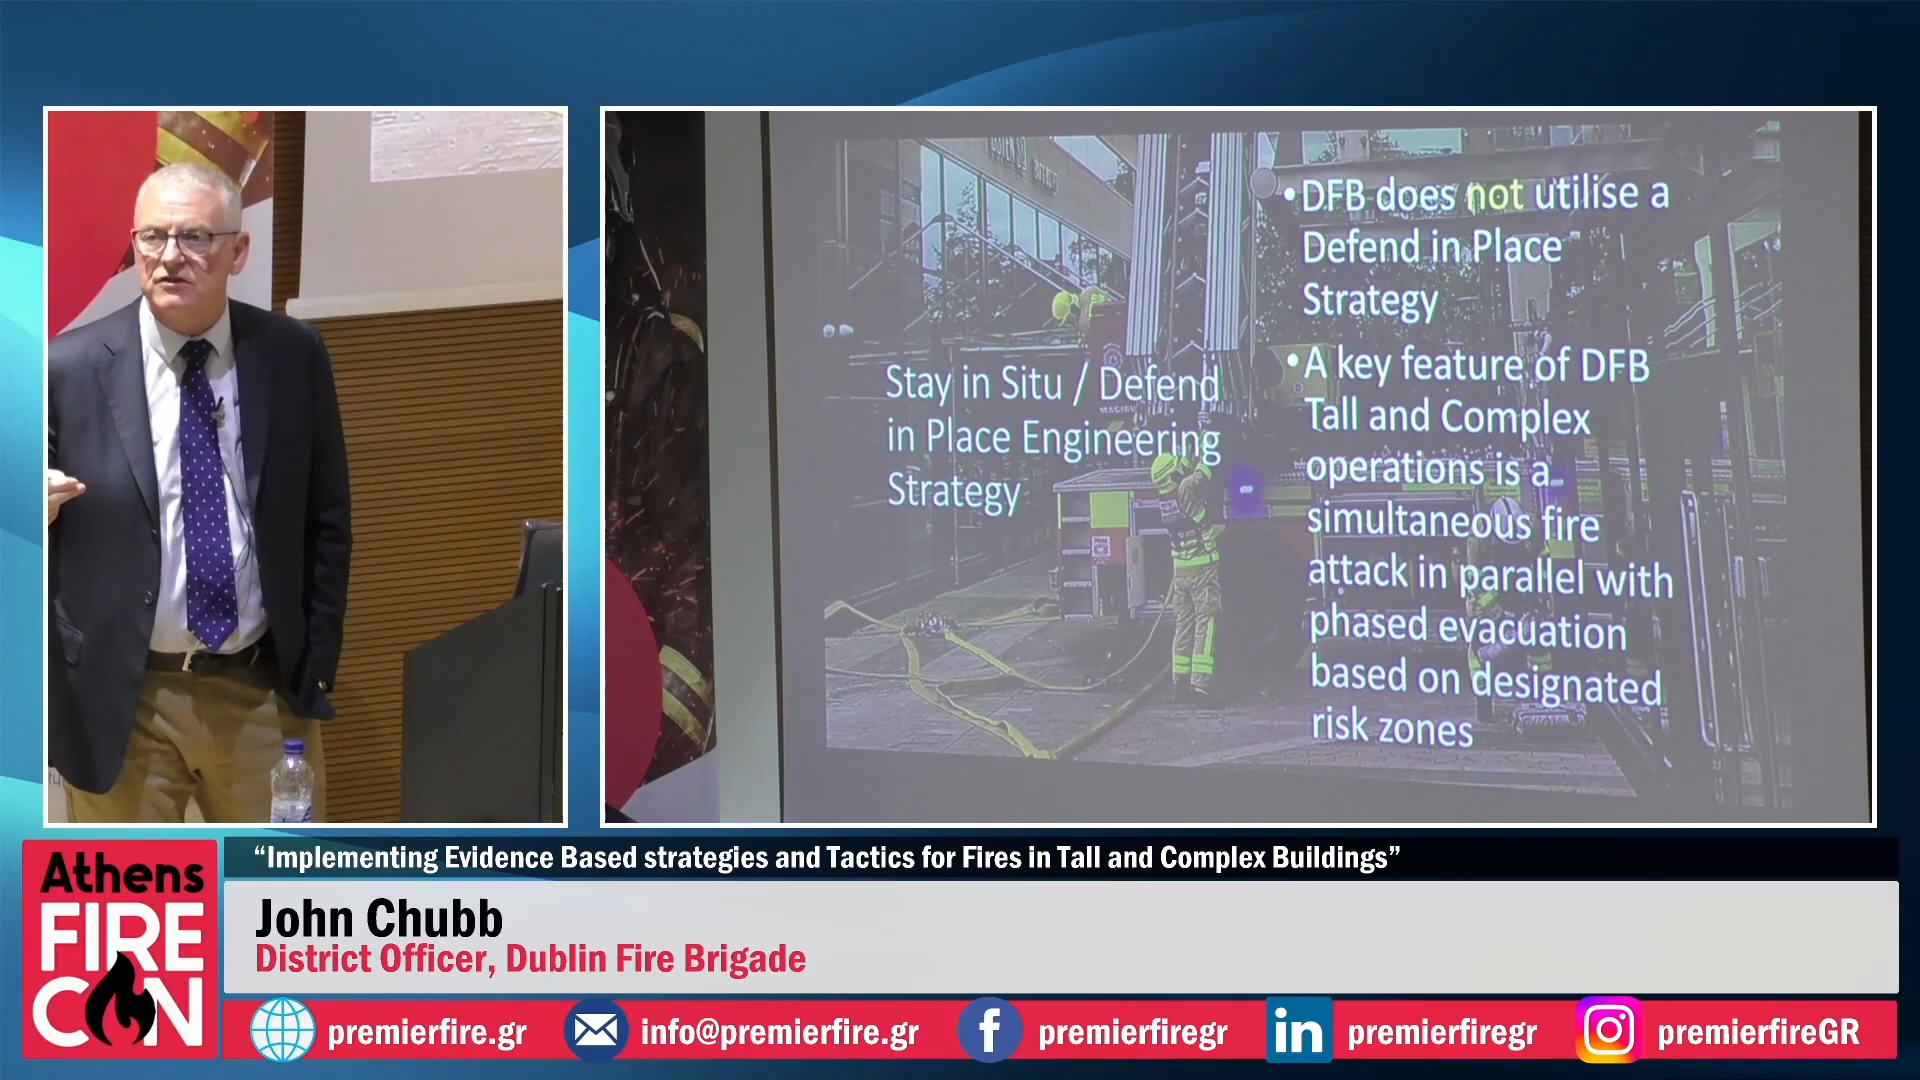 Stay in Situ / Defend
in Place Engineering
Strategy
•DFB does not utilise a
Defend in Place
Strategy
•A key feature of DFB
Tall and Complex
operations is a
simultaneous fire
attack in parallel with
phased evacuation
based on designated
risk zones
“Implementing Evidence Based strategies and Tactics for Fires in Tall and Complex Buildings”
Athens
FIRE
CON
John Chubb
District Officer, Dublin Fire Brigade
premierfire.gr
info@premierfire.gr
premierfiregr
in
premierfiregr
premierfireGR